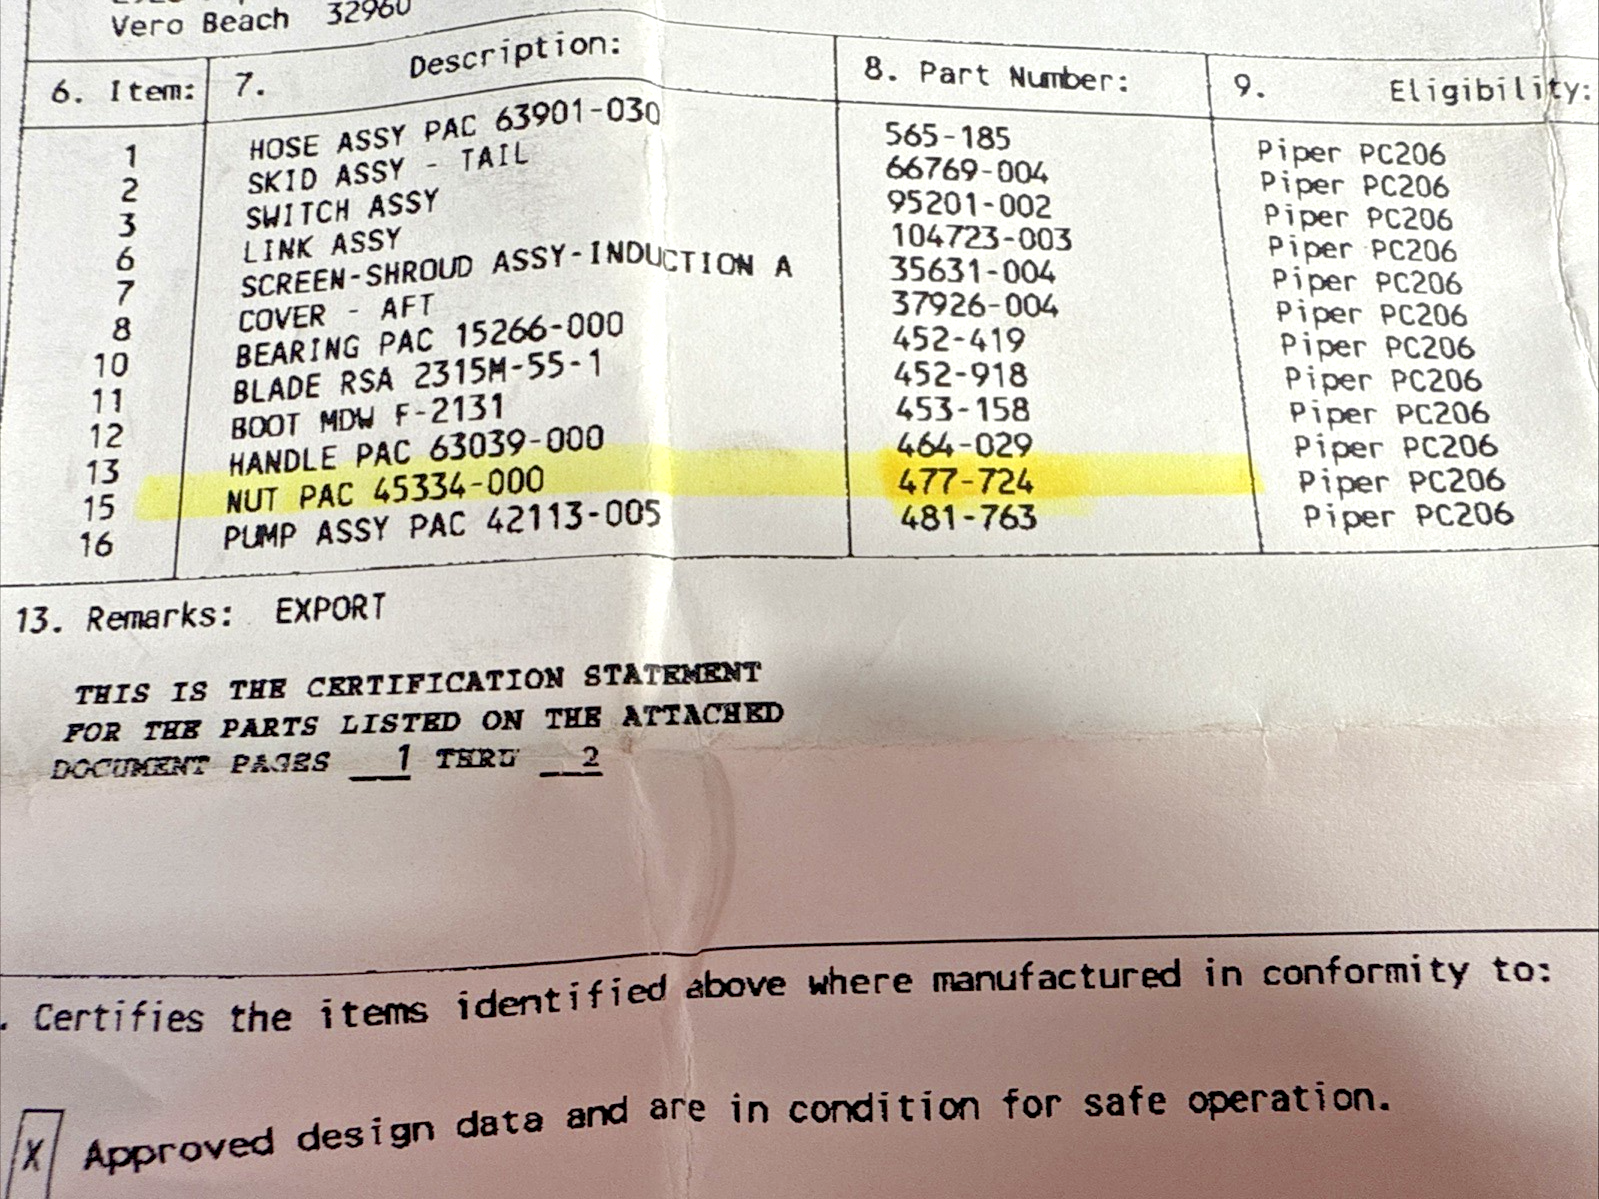 Vero Beach 32960
6. Item: 7. Description: 8. Part Number: 9. Eligibility:
1 HOSE ASSY PAC 63901-030 565-185 Piper PC206
2 SKID ASSY - TAIL 66769-004 Piper PC206
3 SWITCH ASSY 95201-002 Piper PC206
6 LINK ASSY 104723-003 Piper PC206
7 SCREEN-SHROUD ASSY-INDUCTION A 35631-004 Piper PC206
8 COVER - AFT 37926-004 Piper PC206
10 BEARING PAC 15266-000 452-419 Piper PC206
11 BLADE RSA 2315M-55-1 452-918 Piper PC206
12 BOOT MDW F-2131 453-158 Piper PC206
13 HANDLE PAC 63039-000 464-029 Piper PC206
15 NUT PAC 45334-000 477-724 Piper PC206
16 PUMP ASSY PAC 42113-005 481-763 Piper PC206
13. Remarks: EXPORT
THIS IS THE CERTIFICATION STATEMENT
FOR THE PARTS LISTED ON THE ATTACHED
DOCUMENT PAGES 1 THRU 2
. Certifies the items identified above where manufactured in conformity to:
X Approved design data and are in condition for safe operation.